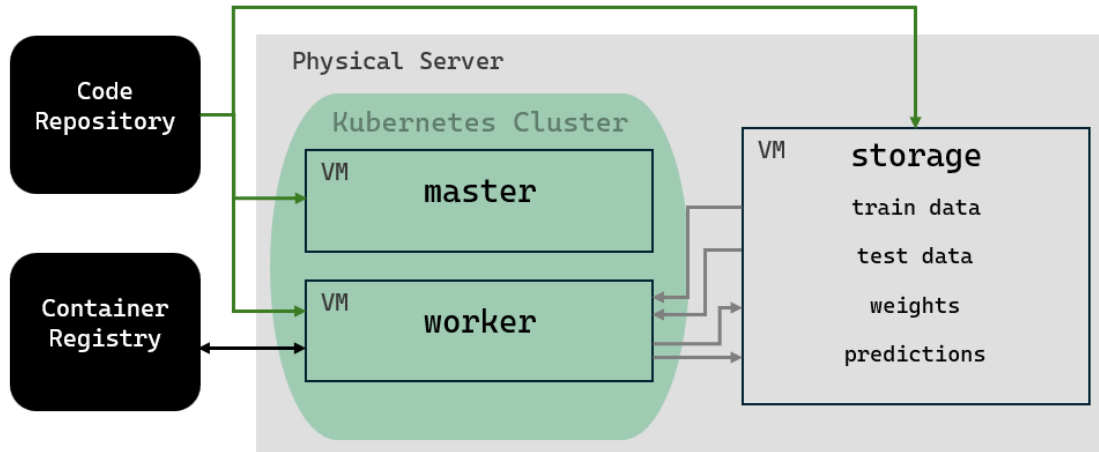 Code
Repository
Container
Registry
Physical Server
Kubernetes Cluster
VM
master
VM
worker
VM
storage
train data
test data
weights
predictions